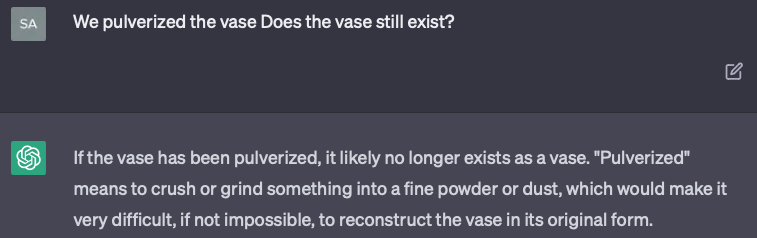 SA
We pulverized the vase Does the vase still exist?
If the vase has been pulverized, it likely no longer exists as a vase. "Pulverized"
means to crush or grind something into a fine powder or dust, which would make it
very difficult, if not impossible, to reconstruct the vase in its original form.